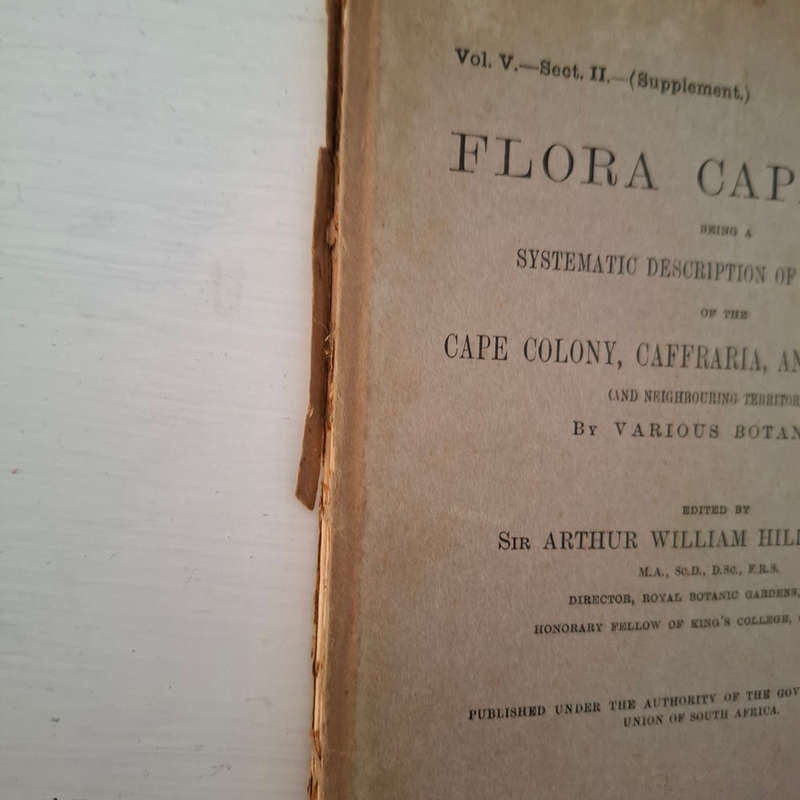 Vol. V.—Sect. II.—(Supplement.)
FLORA CAP
BEING A
SYSTEMATIC DESCRIPTION OF
OF THE
CAPE COLONY, CAFFRARIA, AN
(AND NEIGHBOURING TERRITOR
By VARIOUS BOTAN
EDITED BY
SIR ARTHUR WILLIAM HILL
M.A., Sc.D., D.Sc., F.R.S.
DIRECTOR, ROYAL BOTANIC GARDENS,
HONORARY FELLOW OF KING'S COLLEGE,
PUBLISHED UNDER THE AUTHORITY OF THE GOV
UNION OF SOUTH AFRICA.